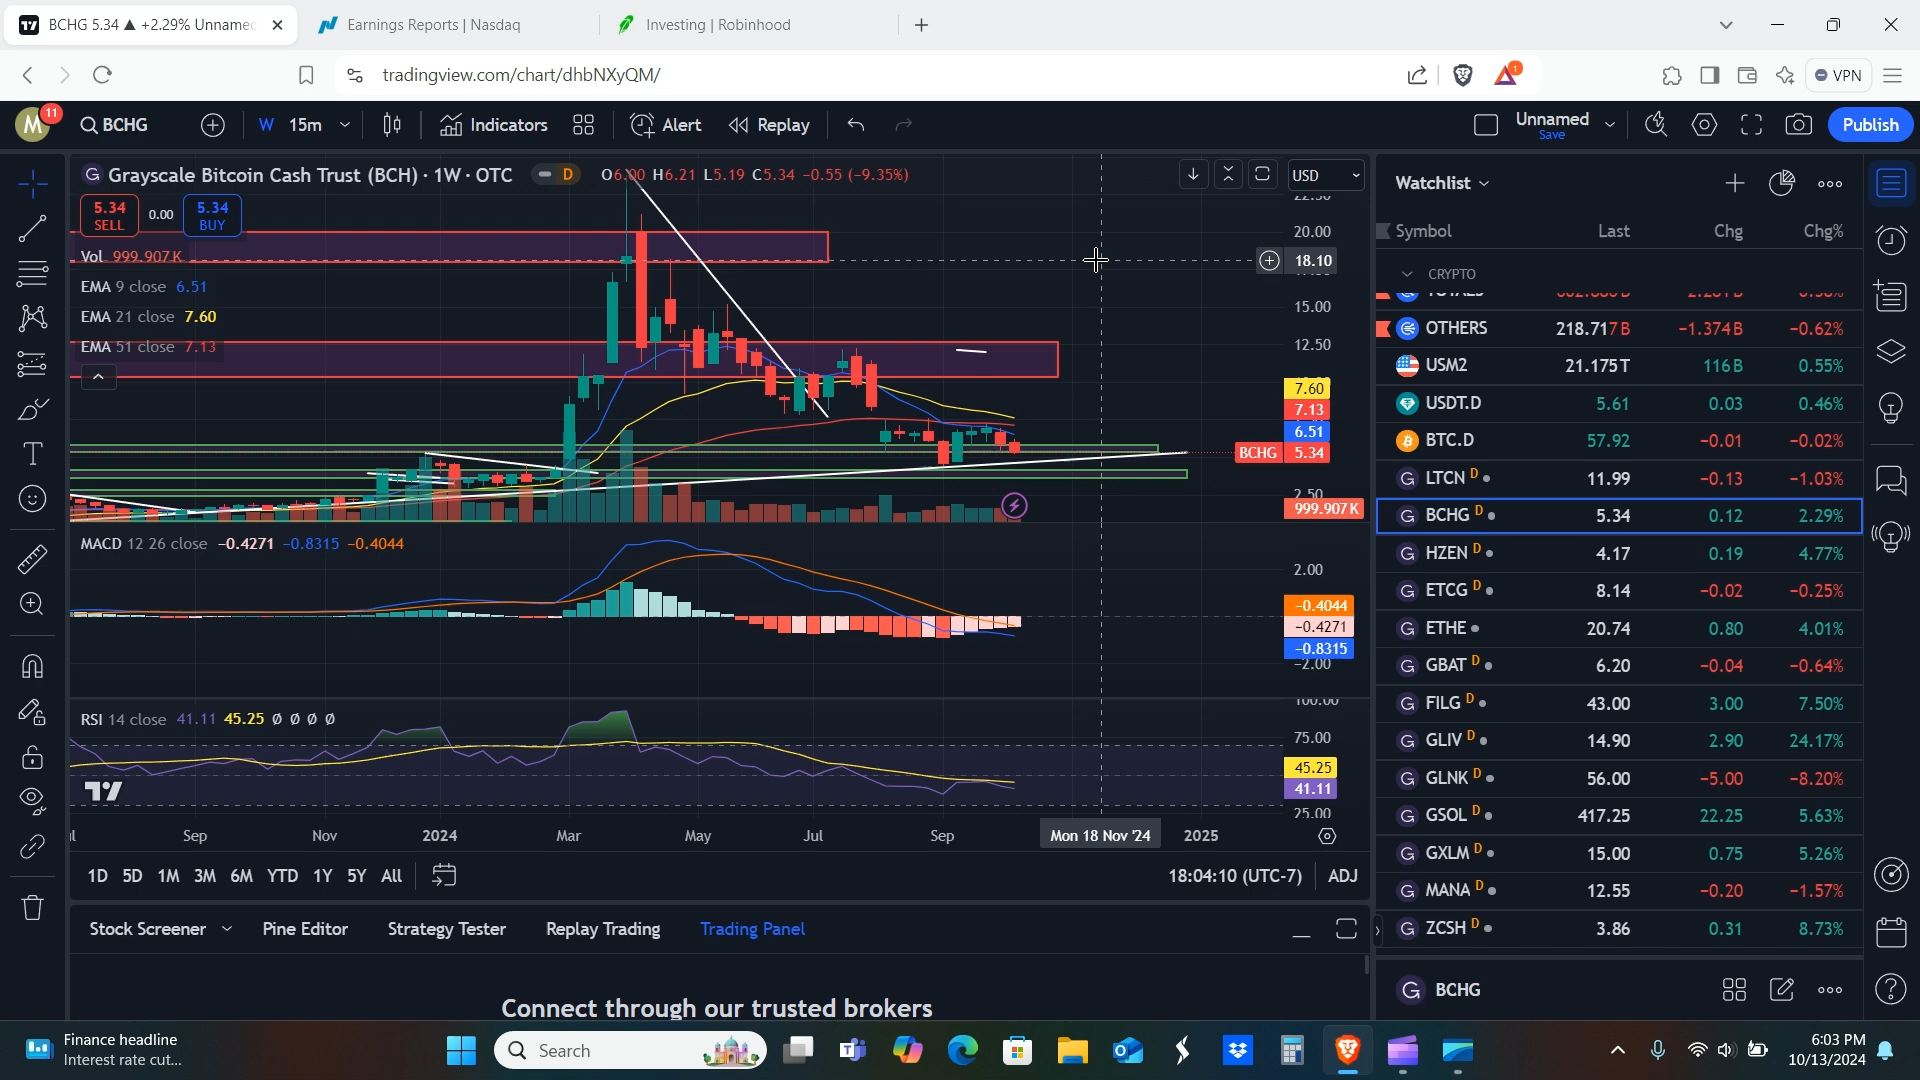 BCHG 5.34 ▲ +2.29% Unname
Earnings Reports | Nasdaq
Investing | Robinhood
tradingview.com/chart/dhbNXyQM/
1
VPN
M
11
BCHG
W
15m
Indicators
Alert
Replay
Unnamed
Save
Publish
Grayscale Bitcoin Cash Trust (BCH) · 1W · OTC
D
O6.00 H6.21 L5.19 C5.34 −0.55 (−9.35%)
USD
5.34
SELL
0.00
5.34
BUY
Vol 999.907K
EMA 9 close 6.51
EMA 21 close 7.60
EMA 51 close 7.13
22.50
20.00
18.10
15.00
12.50
7.60
7.13
6.51
BCHG 5.34
2.50
999.907K
MACD 12 26 close −0.4271 −0.8315 −0.4044
2.00
−0.4044
−0.4271
−0.8315
−2.00
RSI 14 close 41.11 45.25 Ø Ø Ø Ø
100.00
75.00
45.25
41.11
25.00
Sep
Nov
2024
Mar
May
Jul
Sep
Mon 18 Nov '24
2025
1D 5D 1M 3M 6M YTD 1Y 5Y All
18:04:10 (UTC-7)
ADJ
Stock Screener
Pine Editor
Strategy Tester
Replay Trading
Trading Panel
Connect through our trusted brokers
Watchlist
Symbol Last Chg Chg%
CRYPTO
OTHERS 218.717B −1.374B −0.62%
USM2 21.175T 116B 0.55%
USDT.D 5.61 0.03 0.46%
BTC.D 57.92 −0.01 −0.02%
LTCN D 11.99 −0.13 −1.03%
BCHG D 5.34 0.12 2.29%
HZEN D 4.17 0.19 4.77%
ETCG D 8.14 −0.02 −0.25%
ETHE 20.74 0.80 4.01%
GBAT D 6.20 −0.04 −0.64%
FILG D 43.00 3.00 7.50%
GLIV D 14.90 2.90 24.17%
GLNK D 56.00 −5.00 −8.20%
GSOL D 417.25 22.25 5.63%
GXLM D 15.00 0.75 5.26%
MANA D 12.55 −0.20 −1.57%
ZCSH D 3.86 0.31 8.73%
BCHG
Finance headline
Interest rate cut...
Search
6:03 PM
10/13/2024